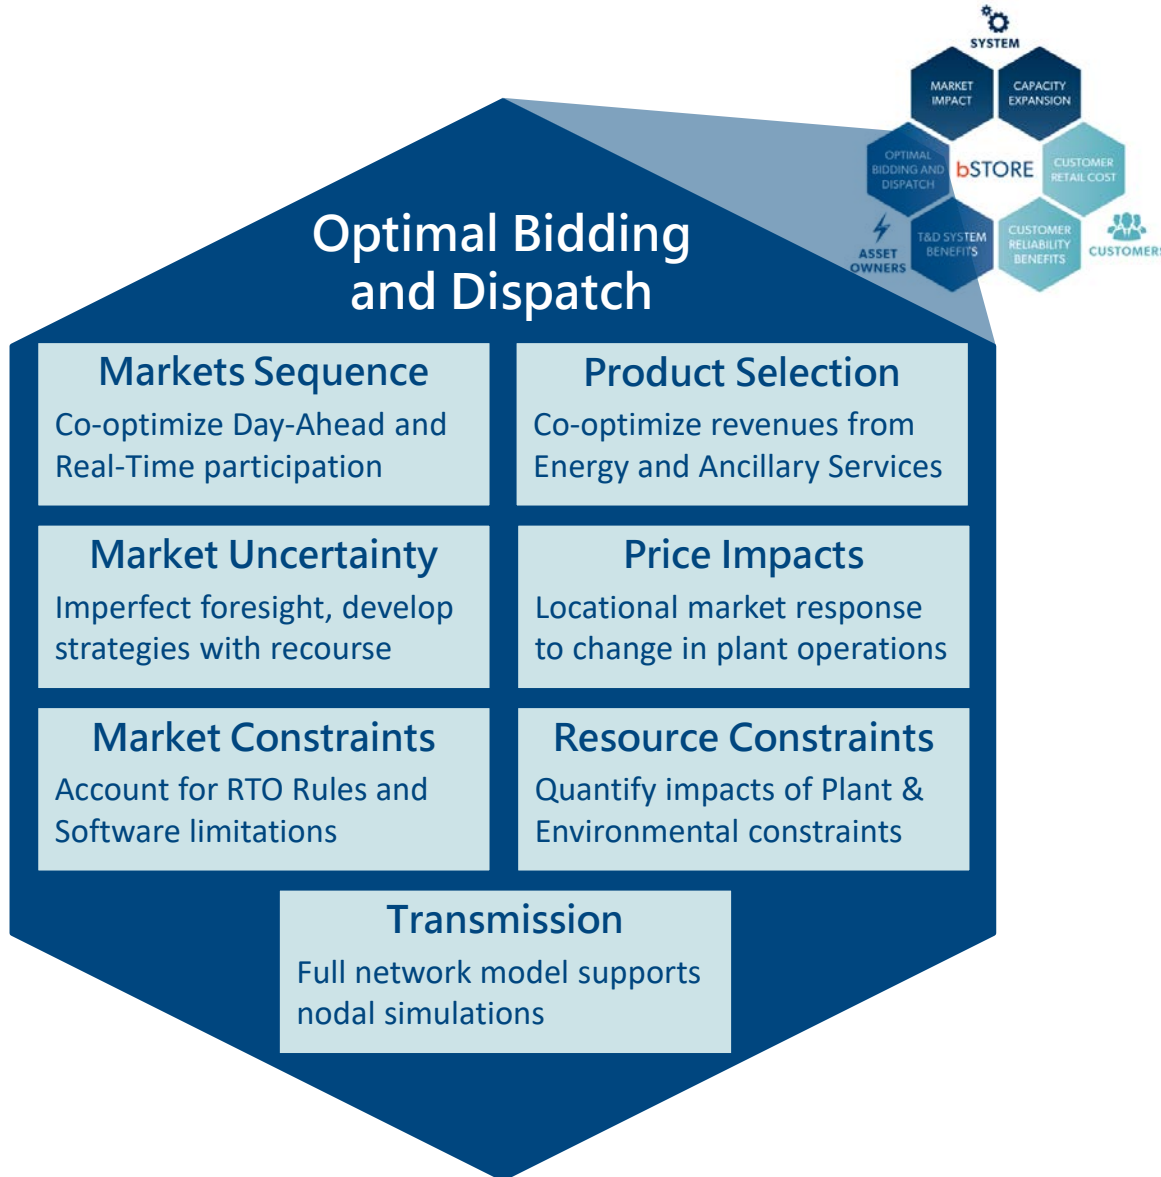 SYSTEM
MARKET
IMPACT
CAPACITY
EXPANSION
OPTIMAL
BIDDING AND
DISPATCH
bSTORE
CUSTOMER
RETAIL COST
ASSET
OWNERS
T&D SYSTEM
BENEFITS
CUSTOMER
RELIABILITY
BENEFITS
CUSTOMERS
Optimal Bidding
and Dispatch
Markets Sequence
Co-optimize Day-Ahead and
Real-Time participation
Product Selection
Co-optimize revenues from
Energy and Ancillary Services
Market Uncertainty
Imperfect foresight, develop
strategies with recourse
Price Impacts
Locational market response
to change in plant operations
Market Constraints
Account for RTO Rules and
Software limitations
Resource Constraints
Quantify impacts of Plant &
Environmental constraints
Transmission
Full network model supports
nodal simulations